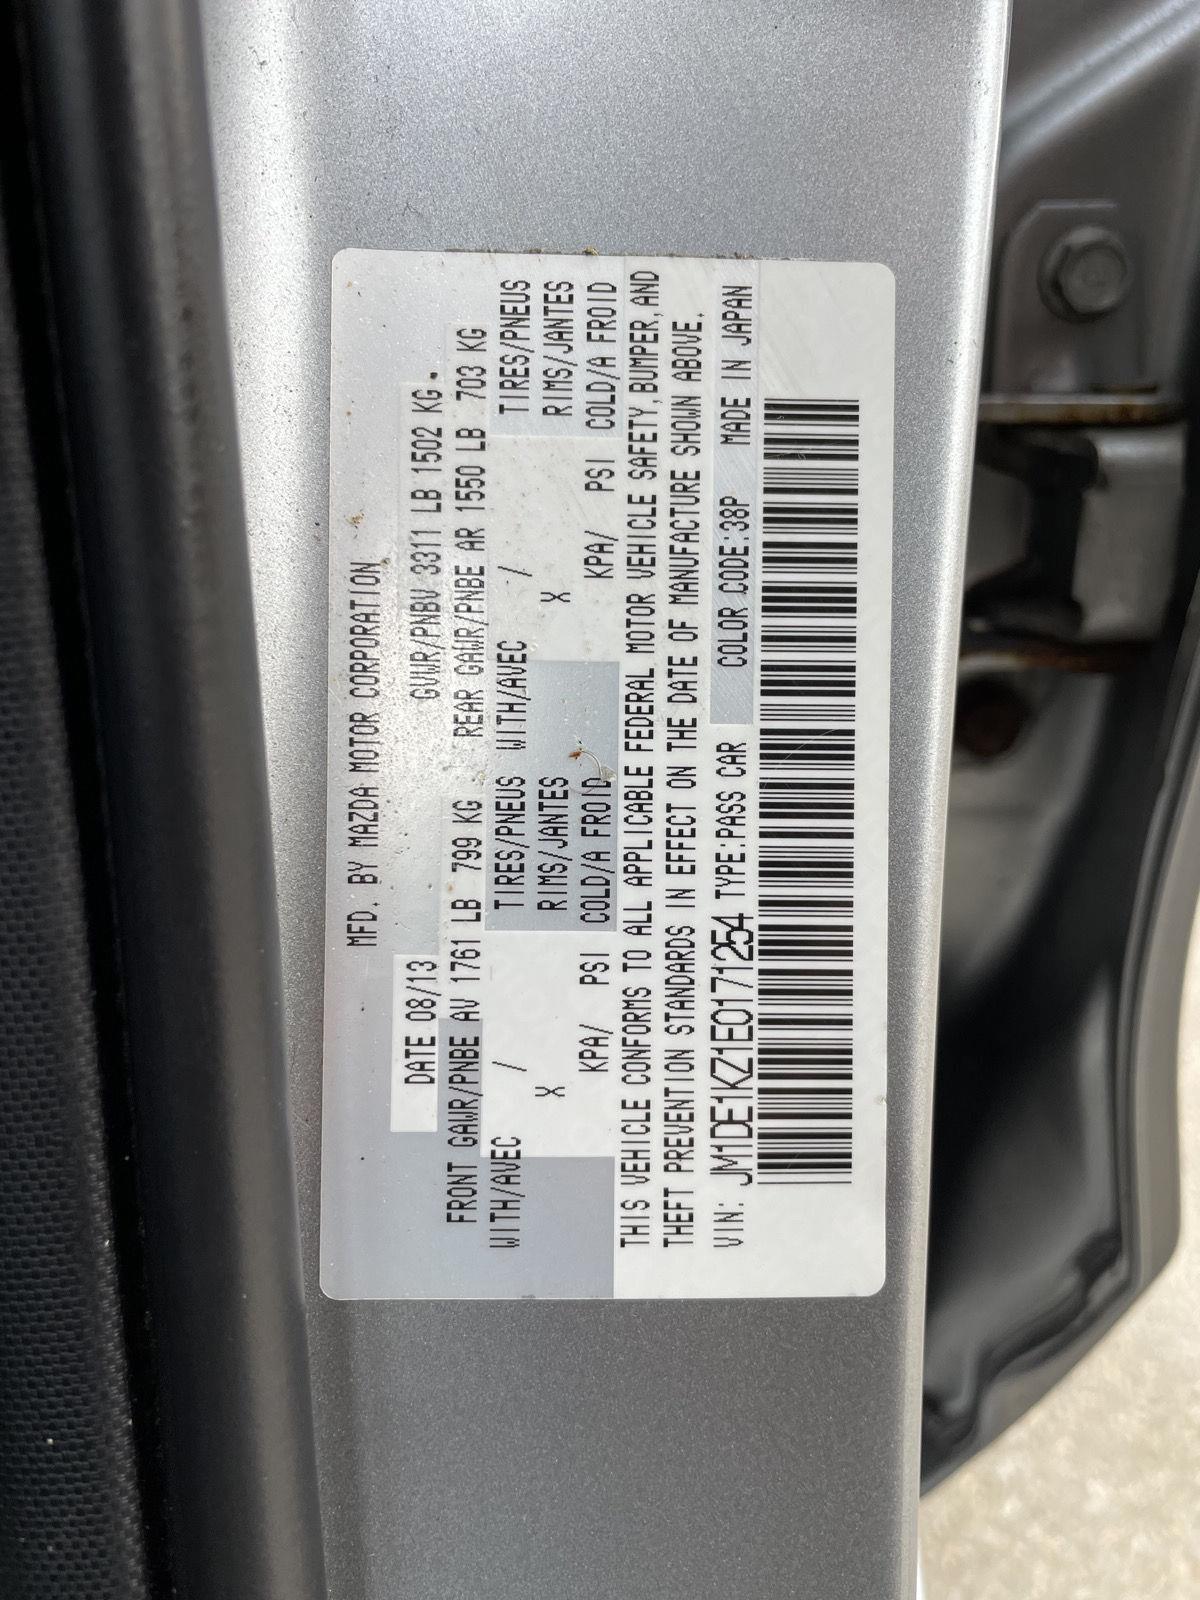 MFD. BY MAZDA MOTOR CORPORATION
DATE 08/13 GVWR/PNBV 3311 LB 1502 KG
FRONT GAWR/PNBE AV 1761 LB 799 KG REAR GAWR/PNBE AR 1550 LB 703 KG
WITH/AVEC / TIRES/PNEUS WITH/AVEC / TIRES/PNEUS
X RIMS/JANTES X RIMS/JANTES
KPA/ PSI COLD/A FROID KPA/ PSI COLD/A FROID
THIS VEHICLE CONFORMS TO ALL APPLICABLE FEDERAL MOTOR VEHICLE SAFETY,BUMPER,AND
THEFT PREVENTION STANDARDS IN EFFECT ON THE DATE OF MANUFACTURE SHOWN ABOVE.
VIN: JM1DE1KZ1E0171254 TYPE:PASS CAR COLOR CODE:38P MADE IN JAPAN